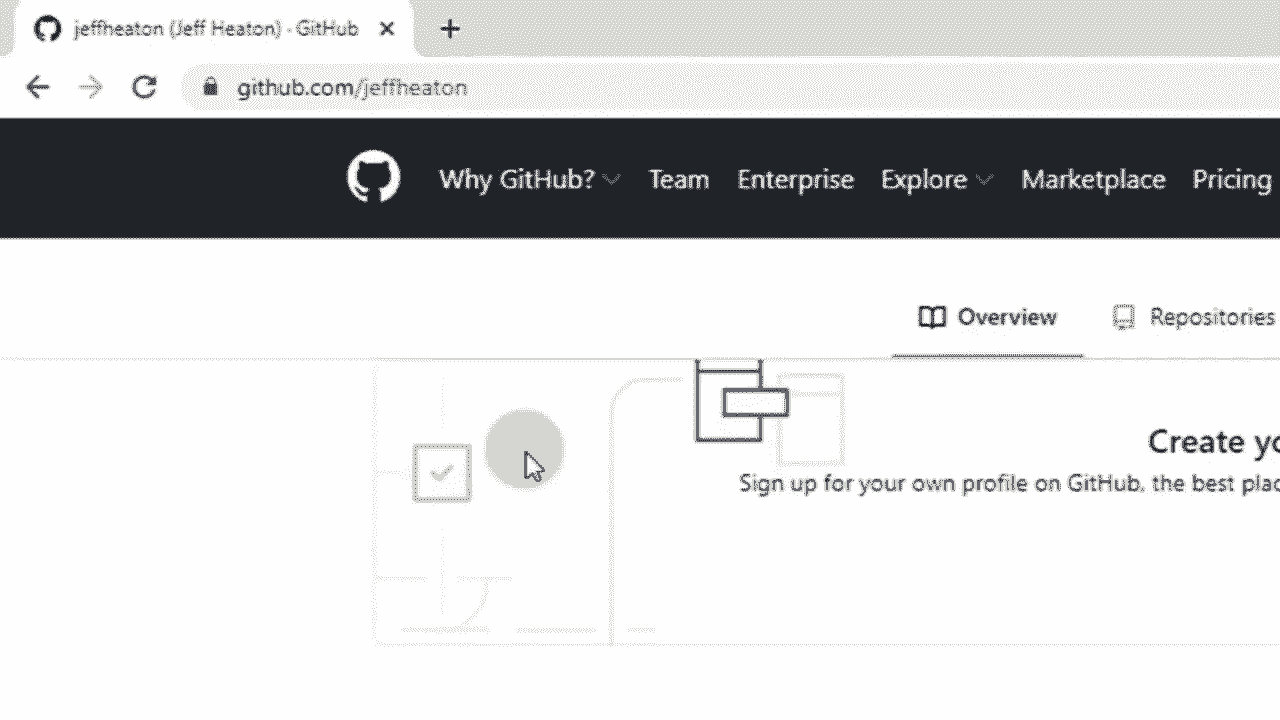 jeffheaton (Jeff Heaton) · GitHub
github.com/jeffheaton
Why GitHub? Team Enterprise Explore Marketplace Pricing
Overview Repositories
Create yo
Sign up for your own profile on GitHub, the best plac